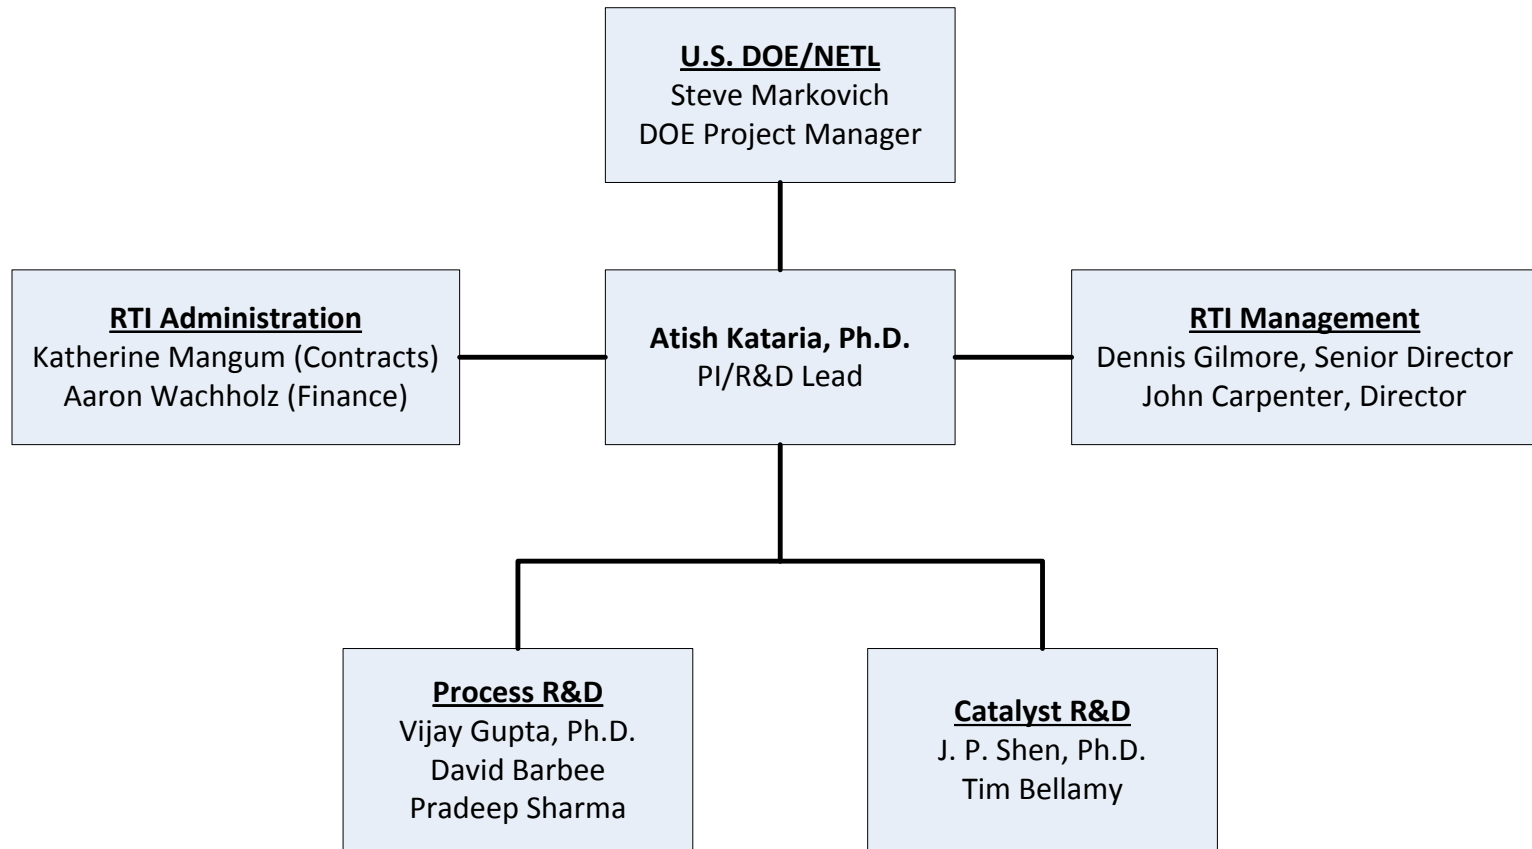 U.S. DOE/NETL
Steve Markovich
DOE Project Manager
RTI Administration
Katherine Mangum (Contracts)
Aaron Wachholz (Finance)
Atish Kataria, Ph.D.
PI/R&D Lead
RTI Management
Dennis Gilmore, Senior Director
John Carpenter, Director
Process R&D
Vijay Gupta, Ph.D.
David Barbee
Pradeep Sharma
Catalyst R&D
J. P. Shen, Ph.D.
Tim Bellamy